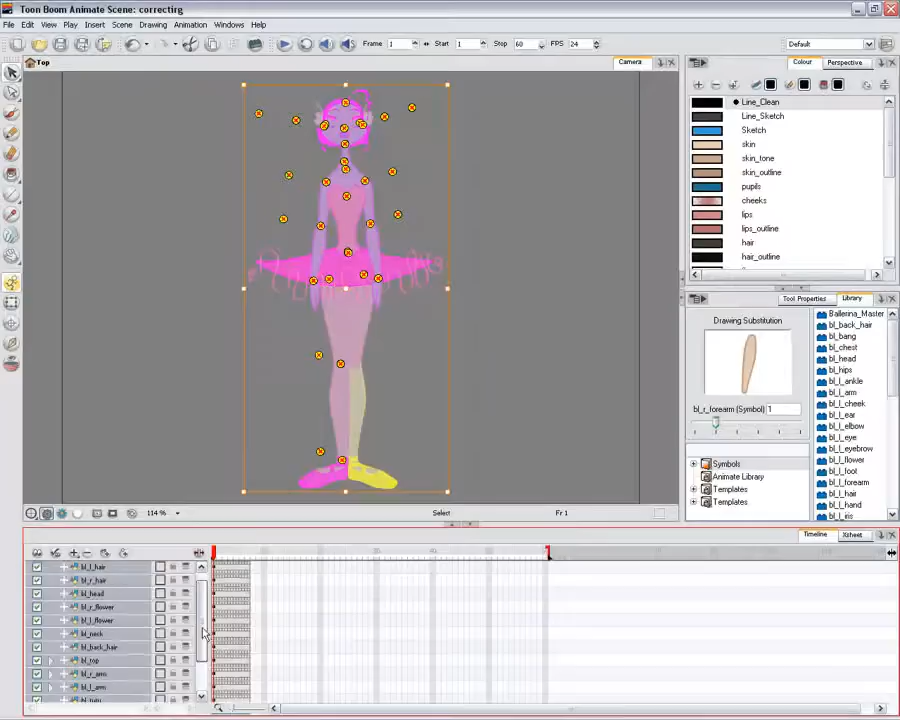 Toon Boom Animate Scene: correctirg
File Edit View Play Insert Scene Drawing Animation Windows Help
Frame 1 Start 1 Stop 60 FPS 24 Default
Top Camera Colour Perspective
Line_Clean
Line_Sketch
Sketch
skin
skin_tone
skin_outline
pupils
cheeks
lips
lips_outline
hair
hair_outline
Tool Properties Library
Drawing Substitution
bl_r_forearm (Symbol) 1
Ballerina_Master
bl_back_hair
bl_bang
bl_chest
bl_head
bl_hips
bl_l_ankle
bl_l_arm
bl_l_cheek
bl_l_ear
bl_l_elbow
bl_l_eye
bl_l_eyebrow
bl_l_flower
bl_l_foot
bl_l_forearm
bl_l_hair
bl_l_hand
bl_l_iris
Symbols
Animate Library
Templates
Templates
114 % Select Fr 1
Timeline Xsheet
bl_l_hair
bl_r_hair
bl_head
bl_r_flower
bl_l_flower
bl_neck
bl_back_hair
bl_top
bl_r_arm
bl_l_arm